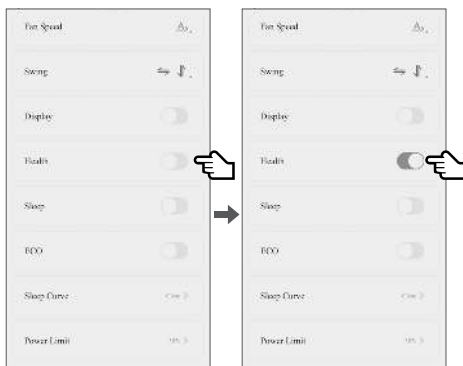 Fan Speed
Swing
Display
Health
Sleep
ECO
Sleep Curve
Power Limit
Fan Speed
Swing
Display
Health
Sleep
ECO
Sleep Curve
Power Limit